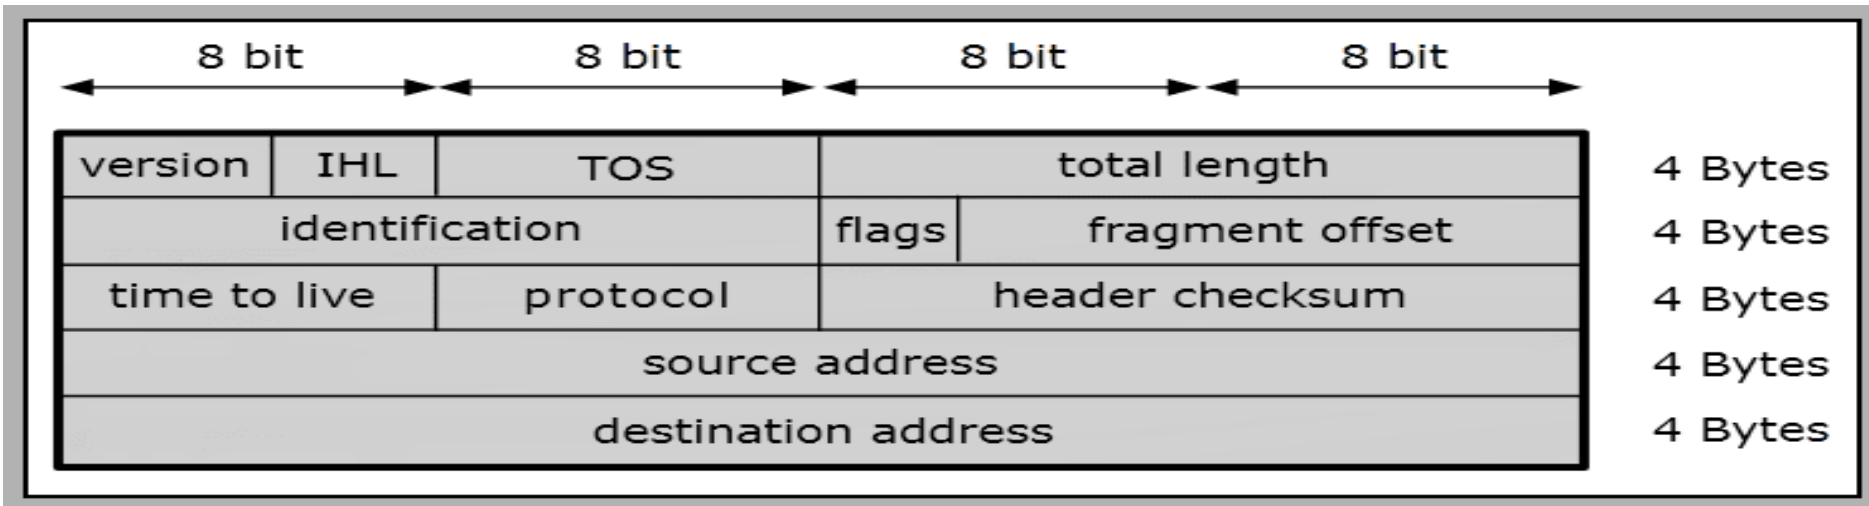 8 bit 8 bit 8 bit 8 bit
version IHL TOS total length 4 Bytes
identification flags fragment offset 4 Bytes
time to live protocol header checksum 4 Bytes
source address 4 Bytes
destination address 4 Bytes